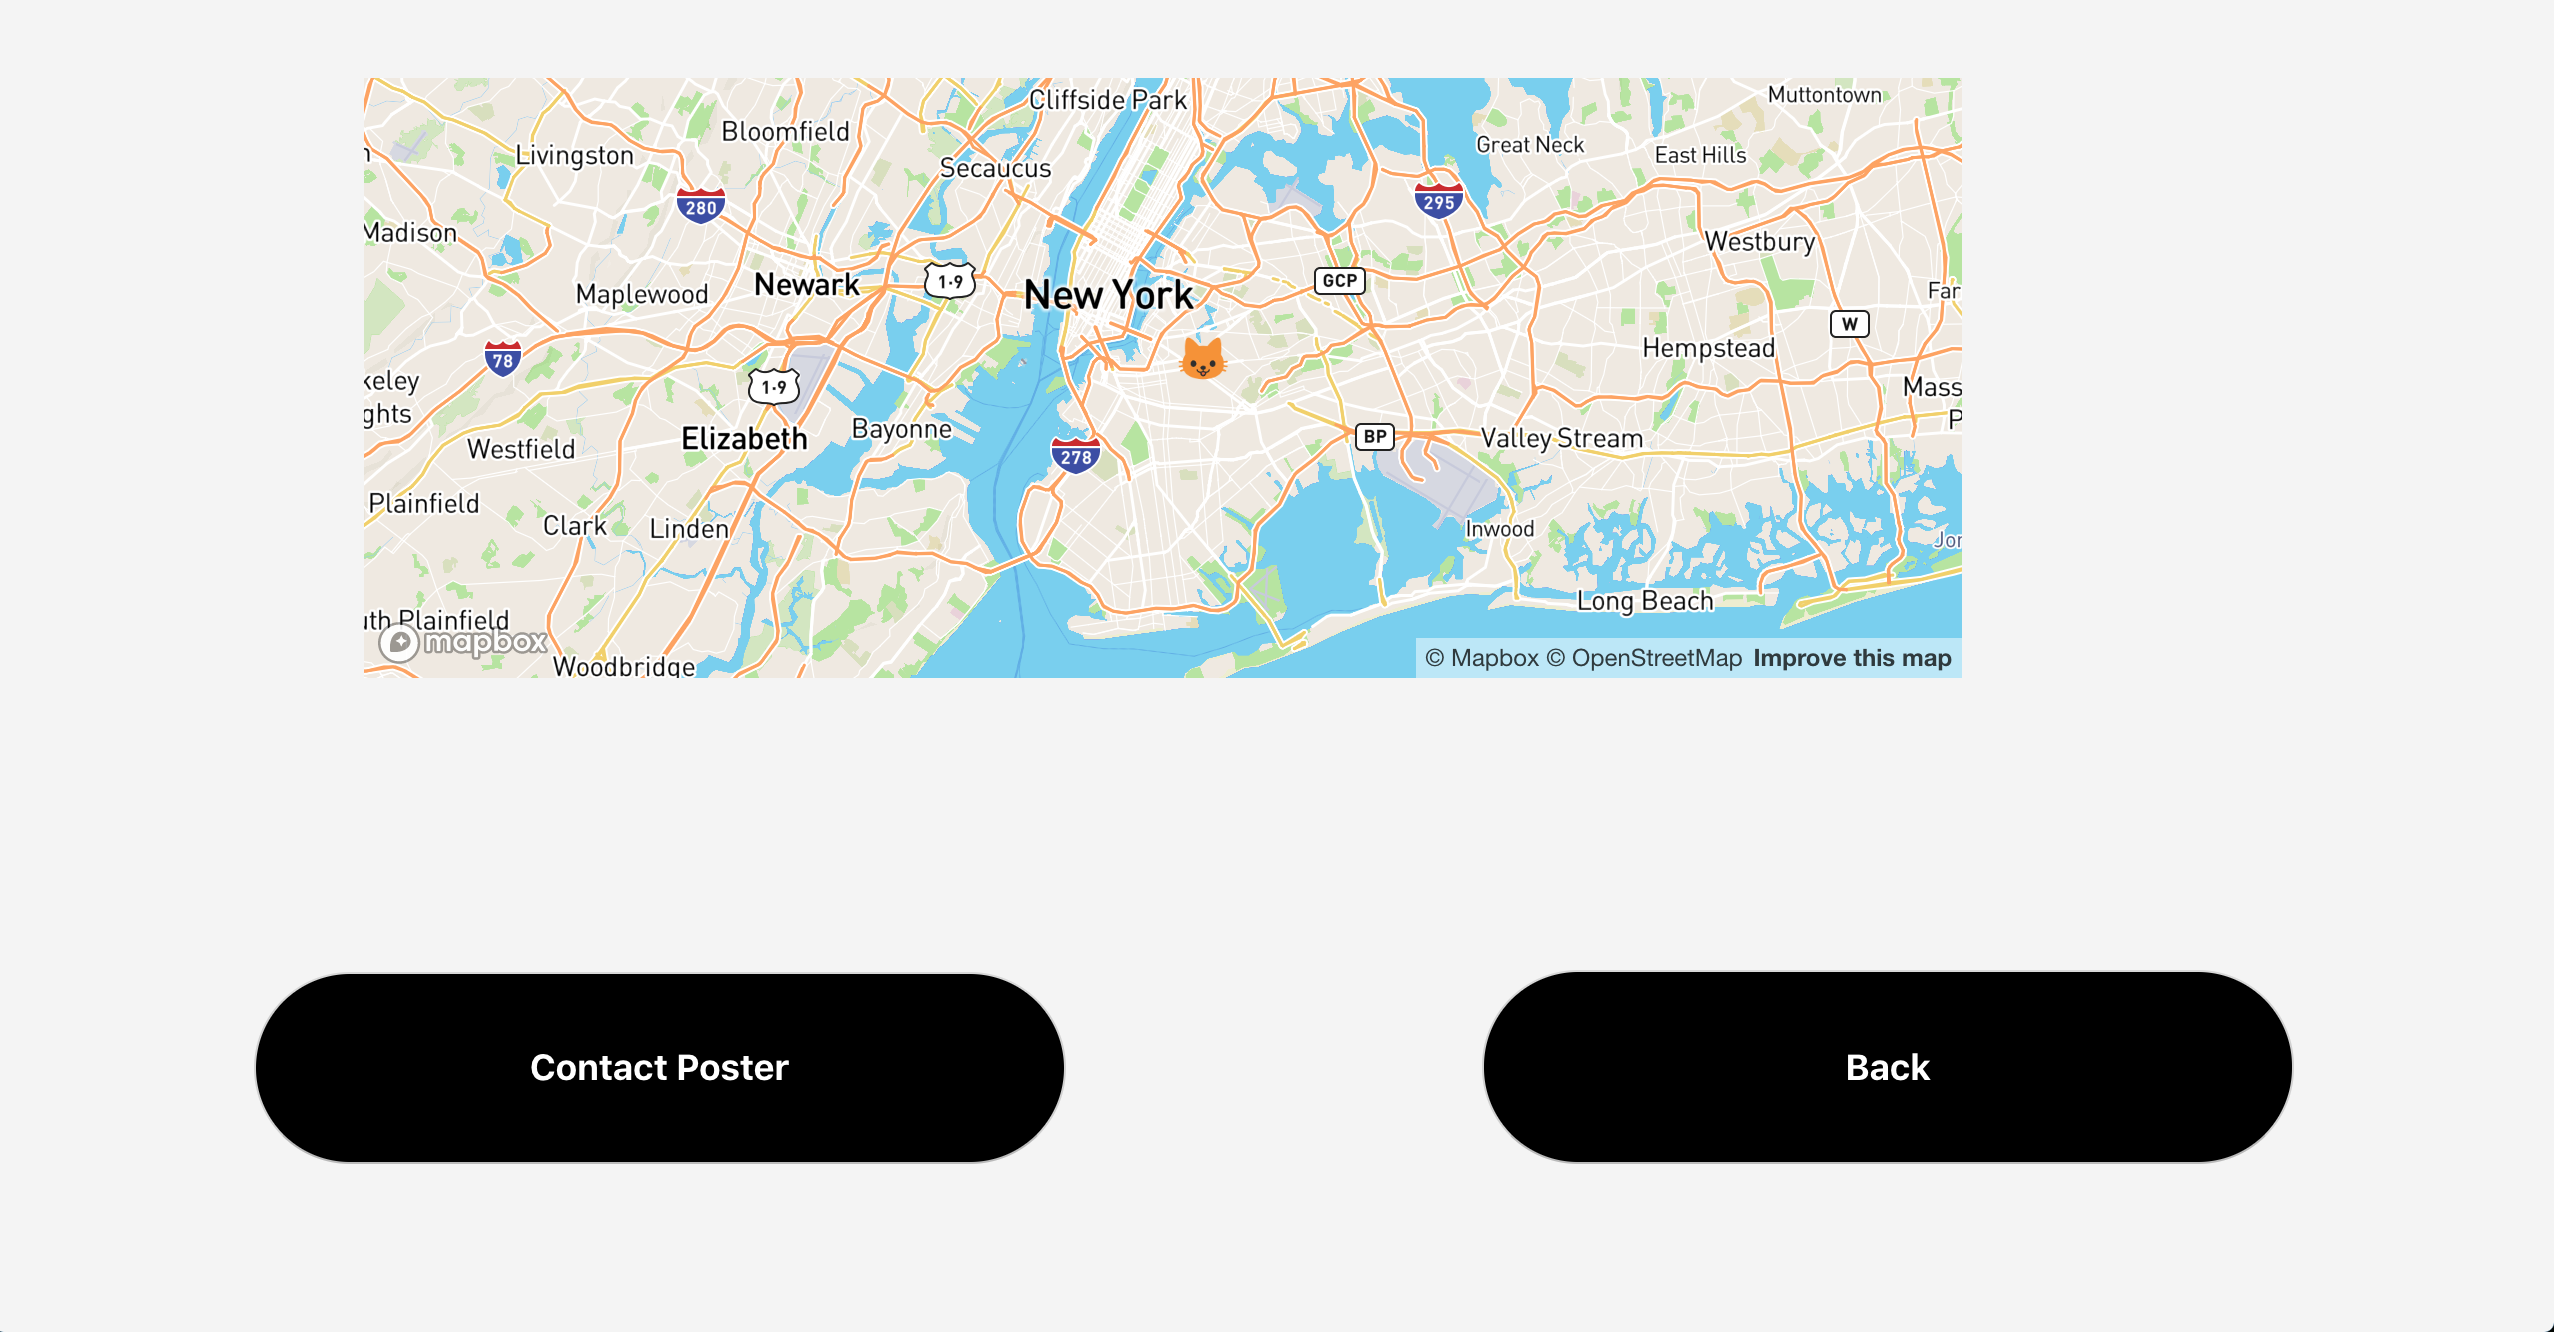 Cliffside Park
Muttontown
Bloomfield
Great Neck
Livingston
East Hills
Secaucus
280
295
Madison
Westbury
GCP
1·9
Newark
Maplewood
New York
Far
W
78
Hempstead
keley
ghts
1·9
Mass
P
Bayonne
Elizabeth
BP
Valley Stream
Westfield
278
Plainfield
Clark
Linden
Inwood
Jor
Long Beach
uth Plainfield
mapbox
Woodbridge
© Mapbox © OpenStreetMap Improve this map
Contact Poster
Back